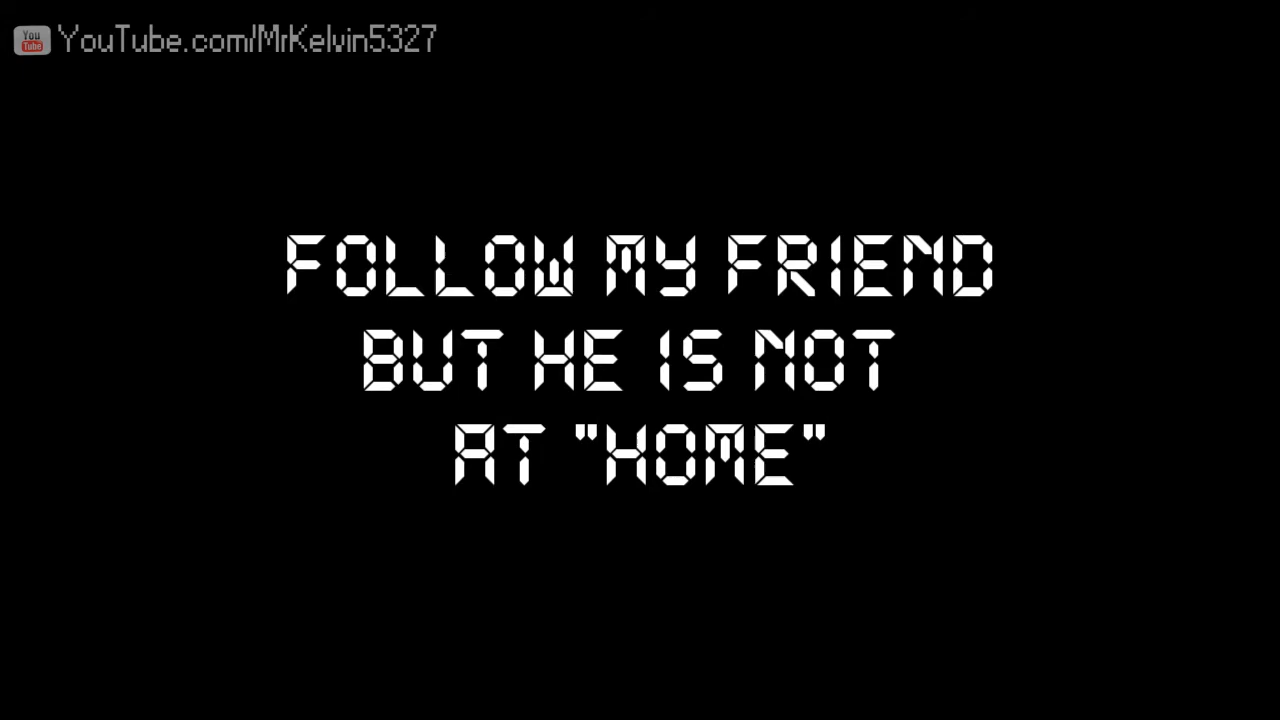 You Tube YouTube.com/MrKelvin5327
FOLLOW MY FRIEND
BUT HE IS NOT
AT "HOME"